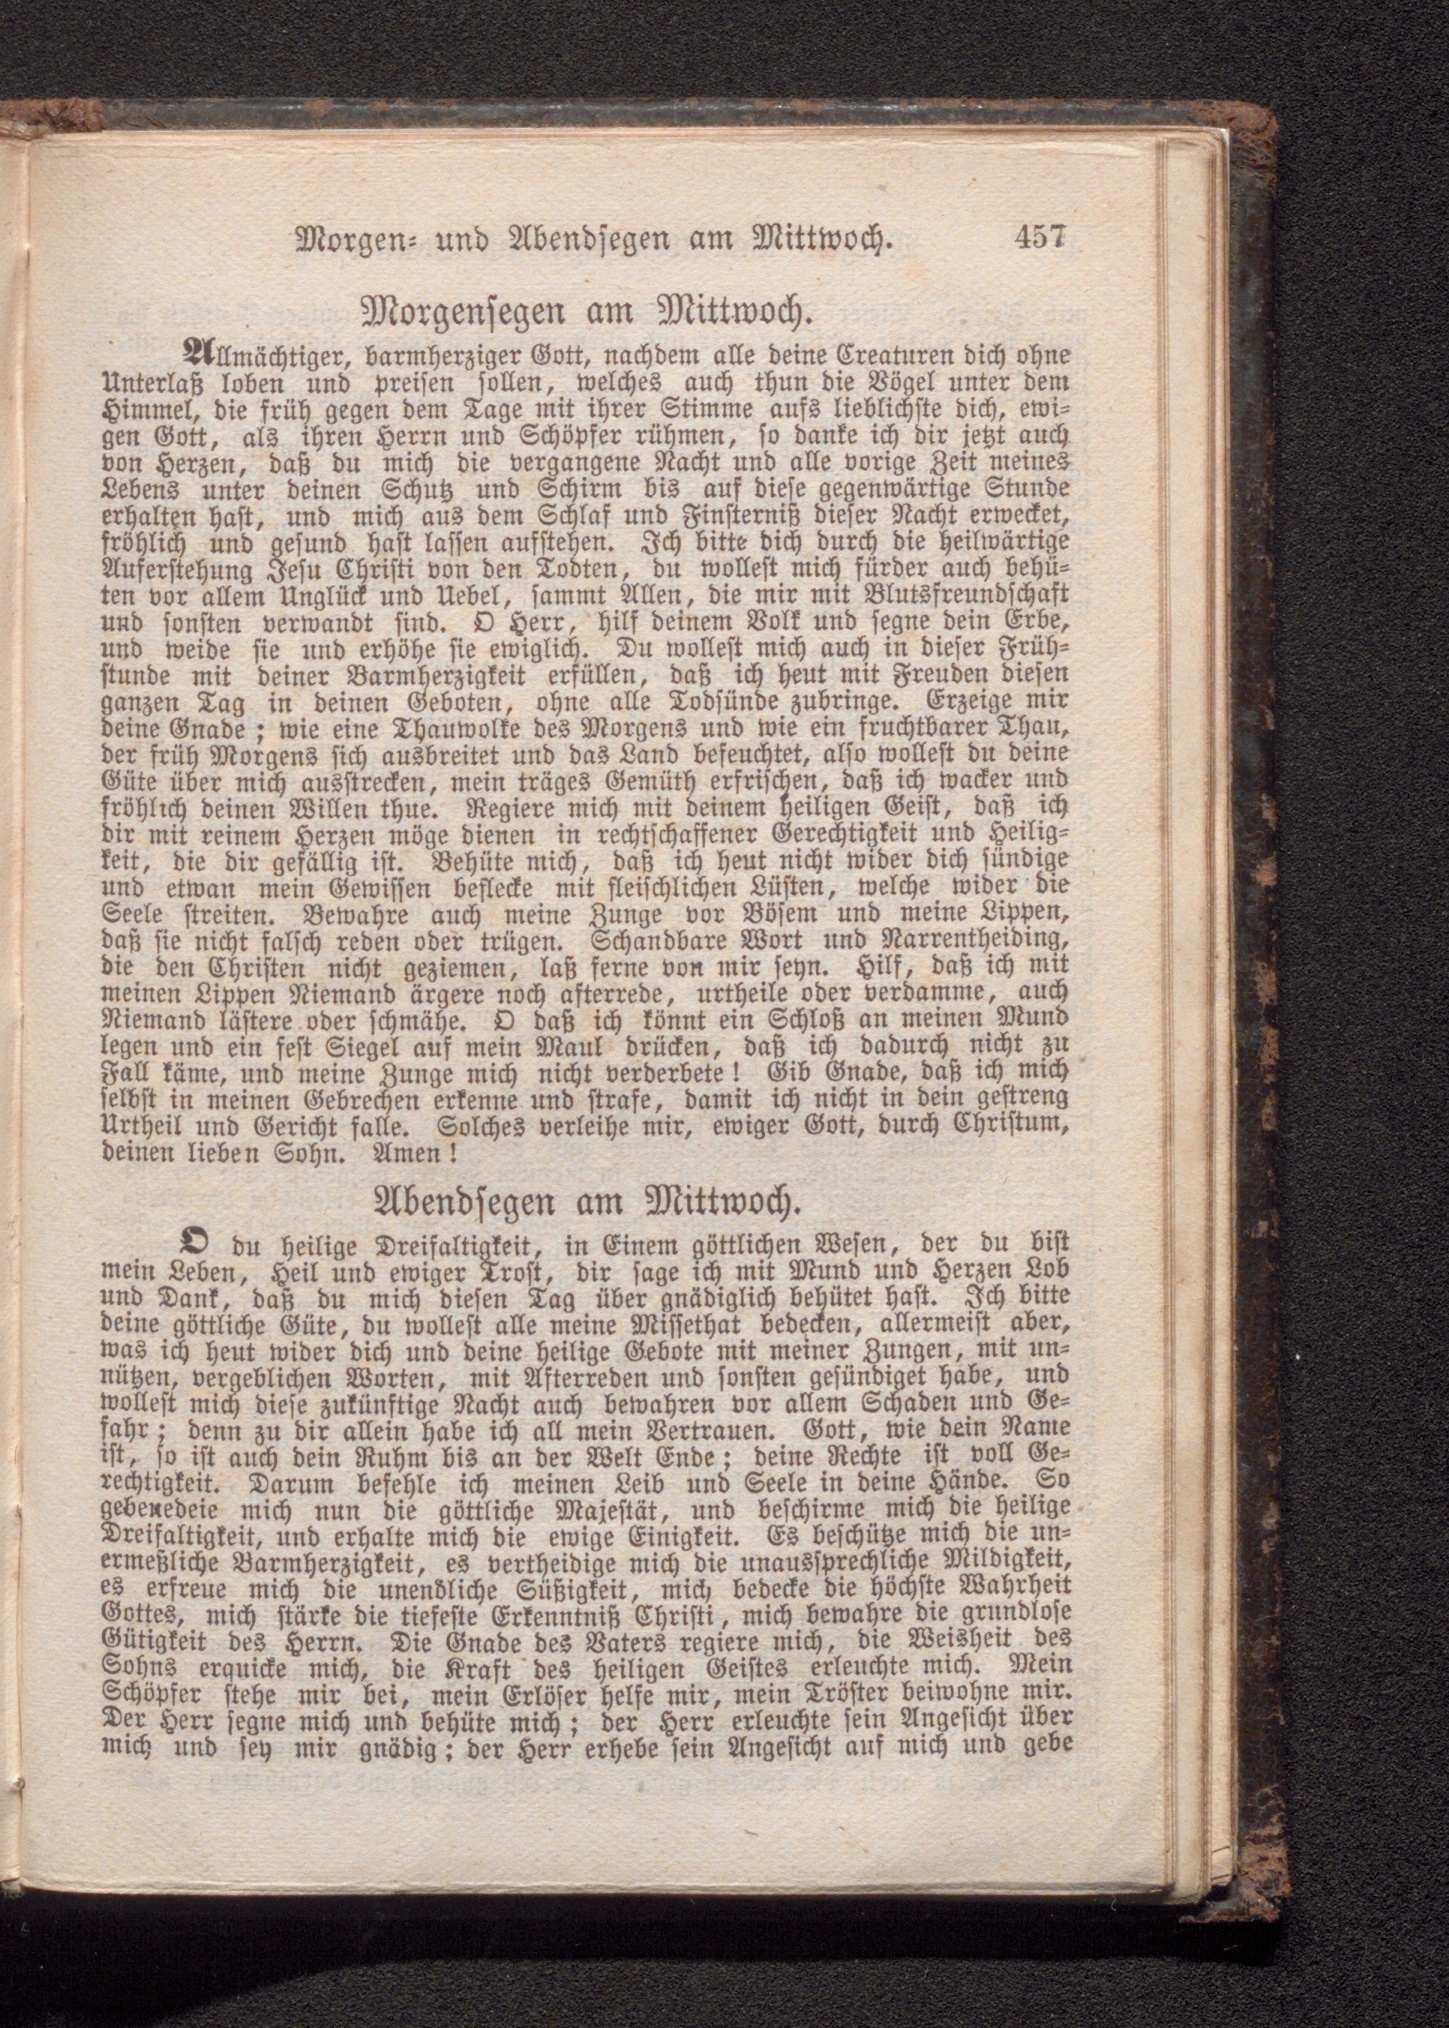 Morgen- und Abendsegen am Mittwoch. 457
Morgensegen am Mittwoch.
Allmächtiger, barmherziger Gott, nachdem alle deine Creaturen dich ohne
Unterlaß loben und preisen sollen, welches auch thun die Vögel unter dem
Himmel, die früh gegen dem Tage mit ihrer Stimme aufs lieblichste dich, ewi-
gen Gott, als ihren Herrn und Schöpfer rühmen, so danke ich dir jetzt auch
von Herzen, daß du mich die vergangene Nacht und alle vorige Zeit meines
Lebens unter deinen Schutz und Schirm bis auf diese gegenwärtige Stunde
erhalten hast, und mich aus dem Schlaf und Finsterniß dieser Nacht erwecket,
fröhlich und gesund hast lassen aufstehen. Ich bitte dich durch die heilwärtige
Auferstehung Jesu Christi von den Todten, du wollest mich fürder auch behü-
ten vor allem Unglück und Uebel, sammt Allen, die mir mit Blutsfreundschaft
und sonsten verwandt sind. O Herr, hilf deinem Volk und segne dein Erbe,
und weide sie und erhöhe sie ewiglich. Du wollest mich auch in dieser Früh-
stunde mit deiner Barmherzigkeit erfüllen, daß ich heut mit Freuden diesen
ganzen Tag in deinen Geboten, ohne alle Todsünde zubringe. Erzeige mir
deine Gnade; wie eine Thauwolke des Morgens und wie ein fruchtbarer Thau,
der früh Morgens sich ausbreitet und das Land befeuchtet, also wollest du deine
Güte über mich ausstrecken, mein träges Gemüth erfrischen, daß ich wacker und
fröhlich deinen Willen thue. Regiere mich mit deinem heiligen Geist, daß ich
dir mit reinem Herzen möge dienen in rechtschaffener Gerechtigkeit und Heilig-
keit, die dir gefällig ist. Behüte mich, daß ich heut nicht wider dich sündige
und etwan mein Gewissen beflecke mit fleischlichen Lüsten, welche wider die
Seele streiten. Bewahre auch meine Zunge vor Bösem und meine Lippen,
daß sie nicht falsch reden oder trügen. Schandbare Wort und Narrentheiding,
die den Christen nicht geziemen, laß ferne von mir seyn. Hilf, daß ich mit
meinen Lippen Niemand ärgere noch afterrede, urtheile oder verdamme, auch
Niemand lästere oder schmähe. O daß ich könnt ein Schloß an meinen Mund
legen und ein fest Siegel auf mein Maul drücken, daß ich dadurch nicht zu
Fall käme, und meine Zunge mich nicht verderbete! Gib Gnade, daß ich mich
selbst in meinen Gebrechen erkenne und strafe, damit ich nicht in dein gestreng
Urtheil und Gericht falle. Solches verleihe mir, ewiger Gott, durch Christum,
deinen lieben Sohn. Amen!
Abendsegen am Mittwoch.
O du heilige Dreifaltigkeit, in Einem göttlichen Wesen, der du bist
mein Leben, Heil und ewiger Trost, dir sage ich mit Mund und Herzen Lob
und Dank, daß du mich diesen Tag über gnädiglich behütet hast. Ich bitte
deine göttliche Güte, du wollest alle meine Missethat bedecken, allermeist aber,
was ich heut wider dich und deine heilige Gebote mit meiner Zungen, mit un-
nützen, vergeblichen Worten, mit Afterreden und sonsten gesündiget habe, und
wollest mich diese zukünftige Nacht auch bewahren vor allem Schaden und Ge-
fahr; denn zu dir allein habe ich all mein Vertrauen. Gott, wie dein Name
ist, so ist auch dein Ruhm bis an der Welt Ende; deine Rechte ist voll Ge-
rechtigkeit. Darum befehle ich meinen Leib und Seele in deine Hände. So
gebenedeie mich nun die göttliche Majestät, und beschirme mich die heilige
Dreifaltigkeit, und erhalte mich die ewige Einigkeit. Es beschütze mich die un-
ermeßliche Barmherzigkeit, es vertheidige mich die unaussprechliche Mildigkeit,
es erfreue mich die unendliche Süßigkeit, mich bedecke die höchste Wahrheit
Gottes, mich stärke die tiefeste Erkenntniß Christi, mich bewahre die grundlose
Gütigkeit des Herrn. Die Gnade des Vaters regiere mich, die Weisheit des
Sohns erquicke mich, die Kraft des heiligen Geistes erleuchte mich. Mein
Schöpfer stehe mir bei, mein Erlöser helfe mir, mein Tröster beiwohne mir.
Der Herr segne mich und behüte mich; der Herr erleuchte sein Angesicht über
mich und sey mir gnädig; der Herr erhebe sein Angesicht auf mich und gebe